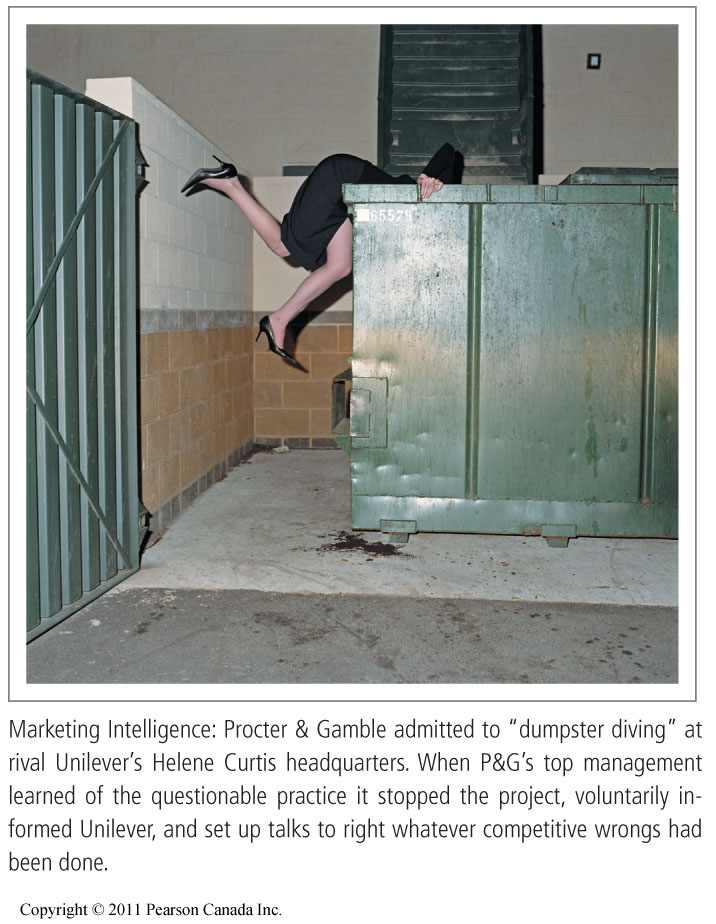 65579
Marketing Intelligence: Procter & Gamble admitted to “dumpster diving” at
rival Unilever’s Helene Curtis headquarters. When P&G’s top management
learned of the questionable practice it stopped the project, voluntarily in-
formed Unilever, and set up talks to right whatever competitive wrongs had
been done.
Copyright © 2011 Pearson Canada Inc.